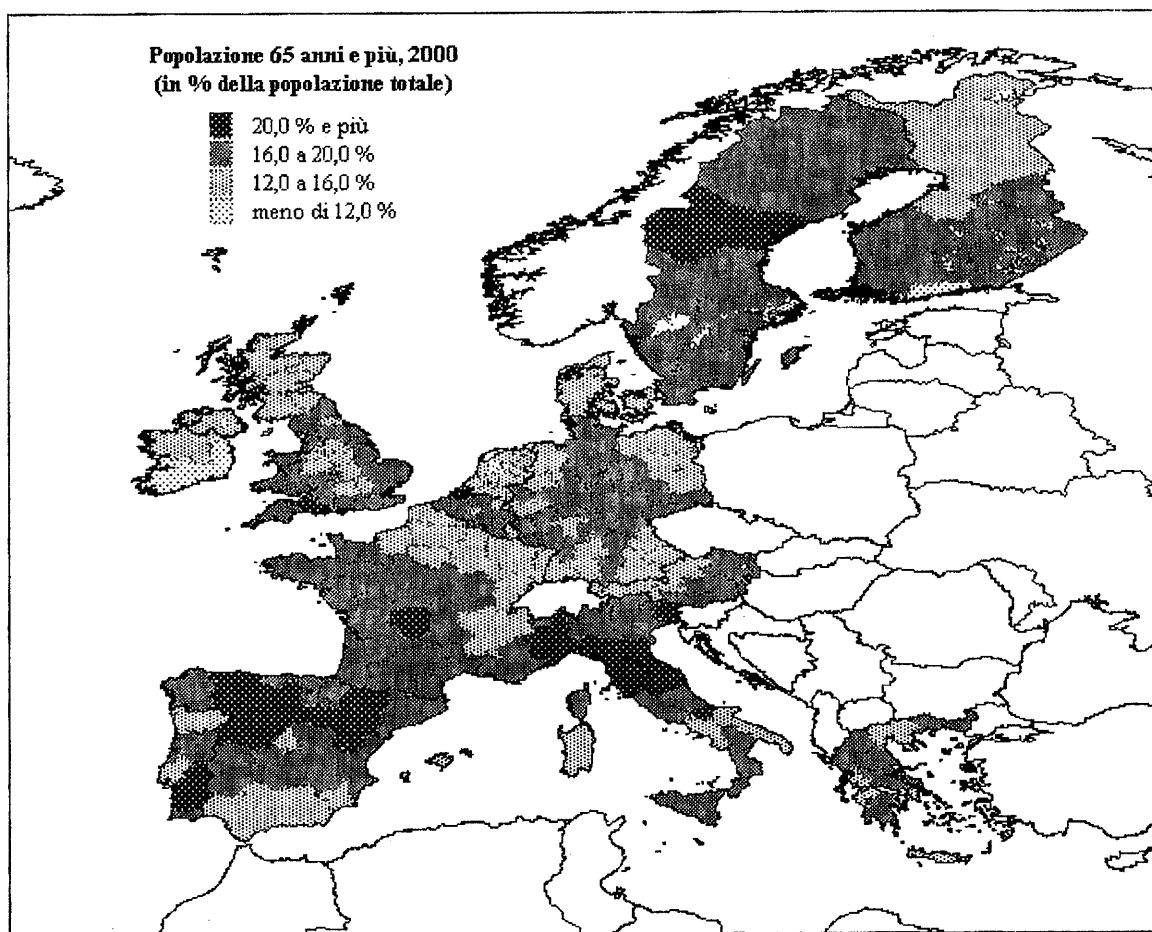 Popolazione 65 anni e più, 2000
(in % della popolazione totale)
20,0 % e più
16,0 a 20,0 %
12,0 a 16,0 %
meno di 12,0 %